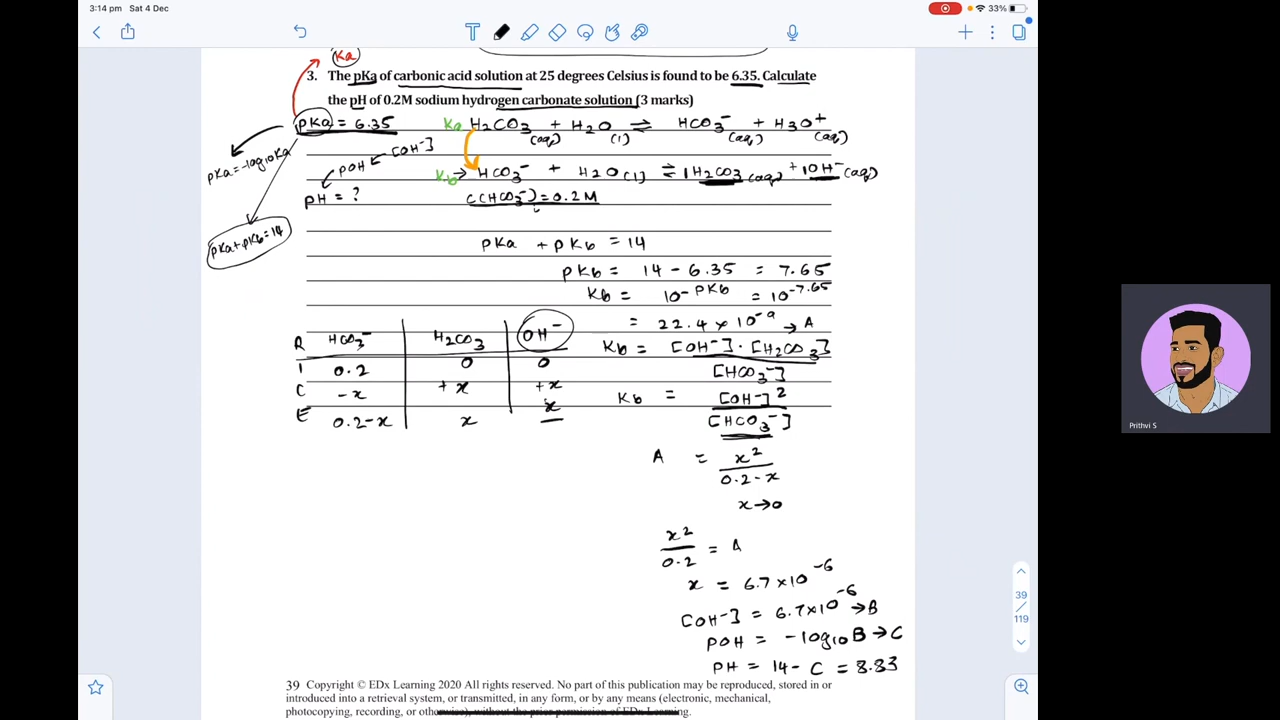 3:14 pm Sat 4 Dec
33%
Ka
3. The pKa of carbonic acid solution at 25 degrees Celsius is found to be 6.35. Calculate
the pH of 0.2M sodium hydrogen carbonate solution (3 marks)
pKa = 6.35
Ka H2CO3 (aq) + H2O (l) ⇌ HCO3⁻ (aq) + H3O⁺ (aq)
pKa = -log10Ka
pOH ← [OH⁻]
Kb → HCO3⁻ + H2O (l) ⇌ 1H2CO3 (aq) + 1OH⁻ (aq)
pH = ?
C(HCO3⁻) = 0.2M
pKa + pKb = 14
pKa + pKb = 14
pKb = 14 - 6.35 = 7.65
Kb = 10^-pKb = 10^-7.65
= 22.4 × 10^-9 → A
R HCO3⁻ H2CO3 OH⁻
Kb = [OH⁻] · [H2CO3]
[HCO3⁻]
I 0.2 0 0
C -x +x +x
E 0.2-x x x
Kb = [OH⁻]²
[HCO3⁻]
A = x²
0.2-x
x → 0
x²
0.2 = A
x = 6.7 × 10^-6
[OH⁻] = 6.7 × 10^-6 → B
pOH = -log10B → C
pH = 14 - C = 8.83
Prithvi S
39
/
119
39 Copyright © EDx Learning 2020 All rights reserved. No part of this publication may be reproduced, stored in or
introduced into a retrieval system, or transmitted, in any form, or by any means (electronic, mechanical,
photocopying, recording, or otherwise), without the prior permission of EDx Learning.